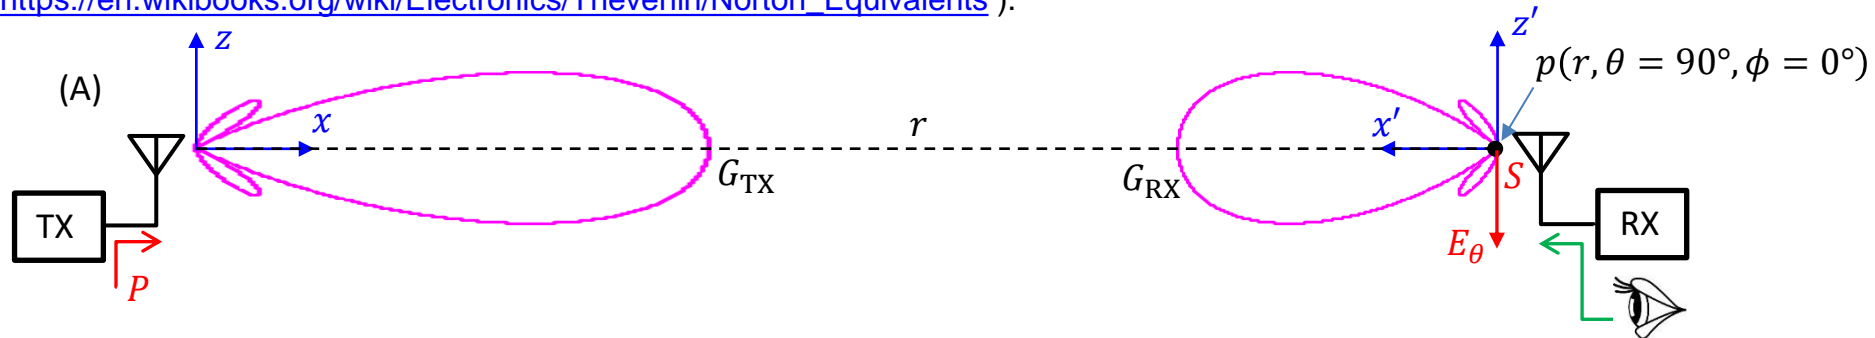 https://en.wikibooks.org/wiki/Electronics/Thevenin/Norton_Equivalents ).
(A)
z
x
G_TX
r
G_RX
x′
z′
p(r, θ = 90°, ϕ = 0°)
S
E_θ
TX
P
RX